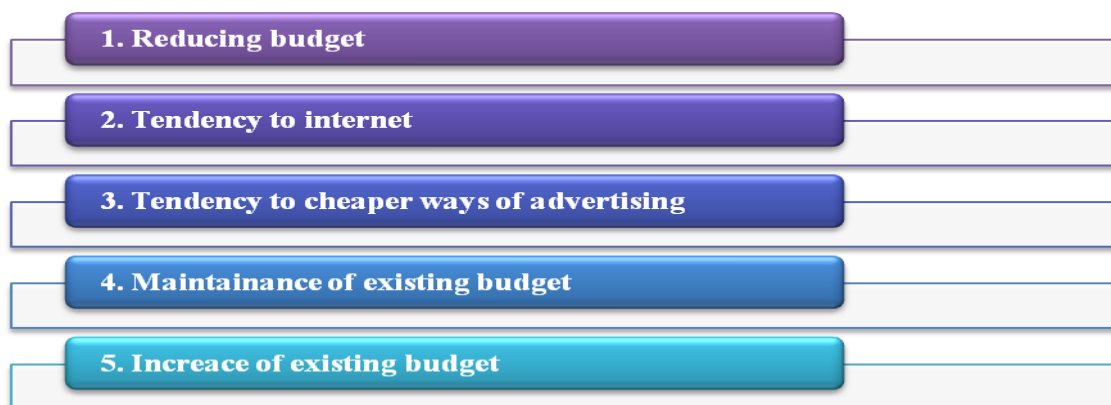 1. Reducing budget
2. Tendency to internet
3. Tendency to cheaper ways of advertising
4. Maintainance of existing budget
5. Increace of existing budget